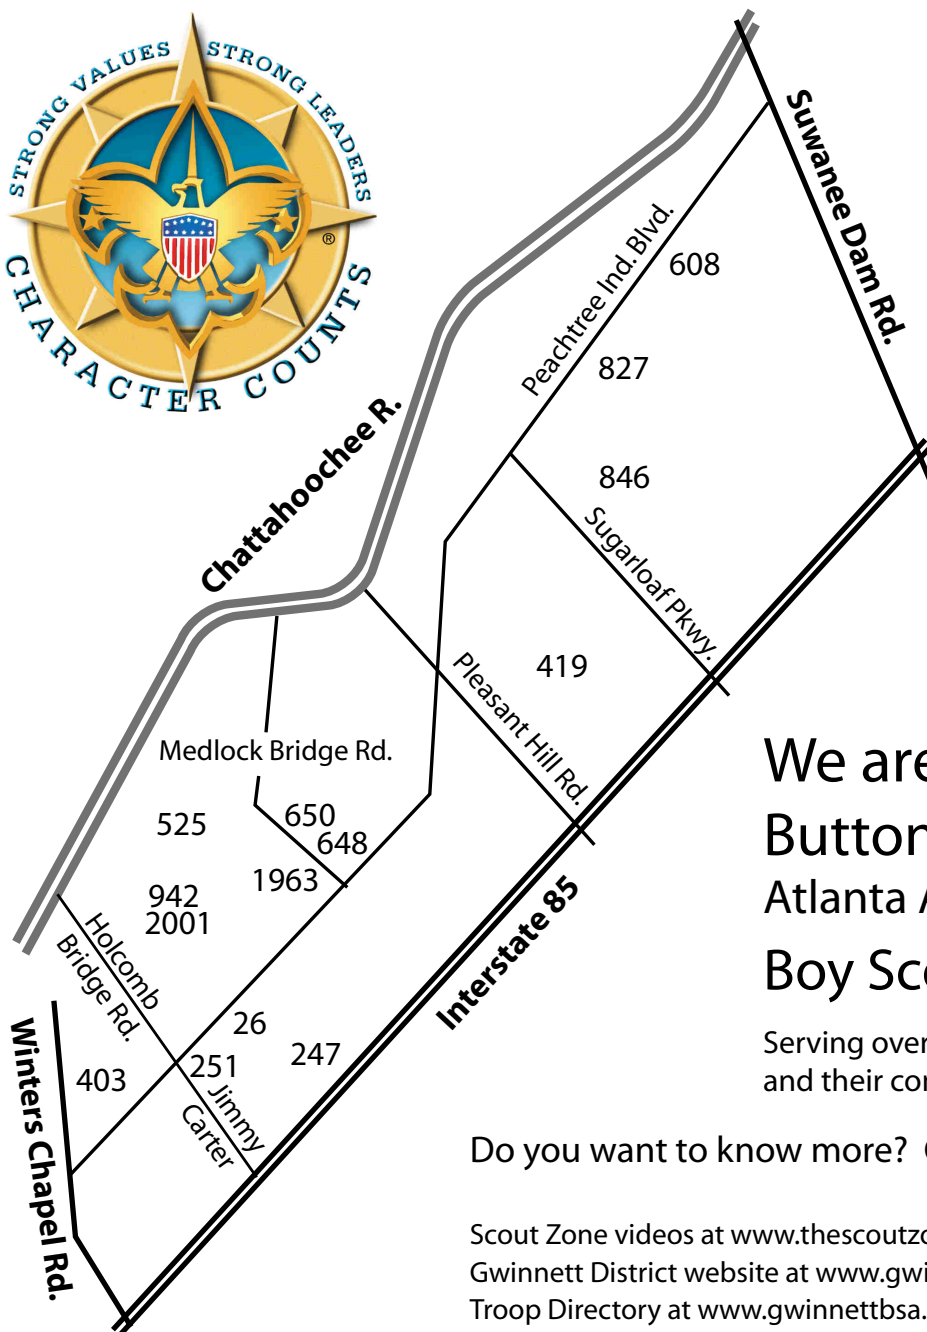 STRONG VALUES STRONG LEADERS
CHARACTER COUNTS
®
Suwanee Dam Rd.
Peachtree Ind. Blvd.
608
827
846
Chattahoochee R.
Sugarloaf Pkwy.
419
Pleasant Hill Rd.
Medlock Bridge Rd.
650
525
648
1963
942
2001
Holcomb
Bridge Rd.
Interstate 85
26
247
251
403
Jimmy
Carter
Winters Chapel Rd.
We are
Button
Atlanta A
Boy Sco
Serving over
and their cor
Do you want to know more?
Scout Zone videos at www.thescoutzo
Gwinnett District website at www.gwi
Troop Directory at www.gwinnettbsa.